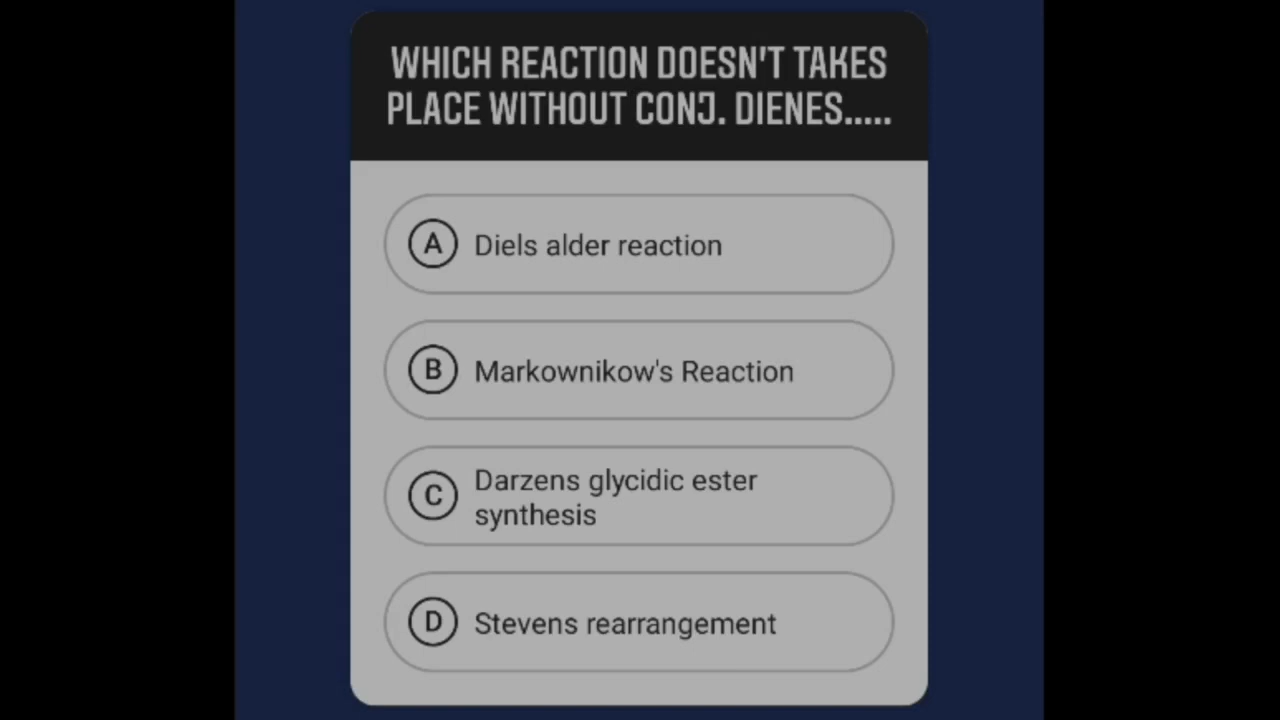 WHICH REACTION DOESN'T TAKES
PLACE WITHOUT CONJ. DIENES.....
A Diels alder reaction
B Markownikow's Reaction
C Darzens glycidic ester
synthesis
D Stevens rearrangement